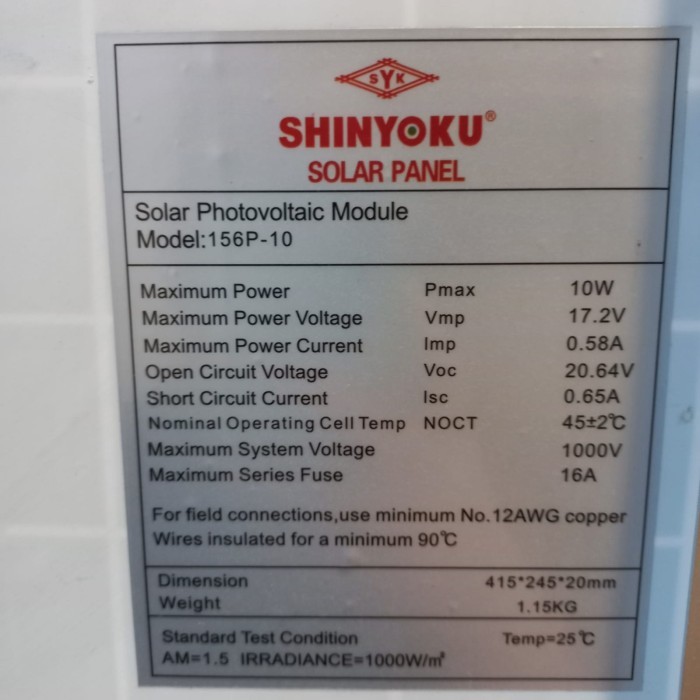 SYK
SHINYOKU®
SOLAR PANEL
Solar Photovoltaic Module
Model:156P-10
Maximum Power Pmax 10W
Maximum Power Voltage Vmp 17.2V
Maximum Power Current Imp 0.58A
Open Circuit Voltage Voc 20.64V
Short Circuit Current Isc 0.65A
Nominal Operating Cell Temp NOCT 45±2℃
Maximum System Voltage 1000V
Maximum Series Fuse 16A
For field connections,use minimum No.12AWG copper
Wires insulated for a minimum 90℃
Dimension 415*245*20mm
Weight 1.15KG
Standard Test Condition Temp=25℃
AM=1.5 IRRADIANCE=1000W/㎡